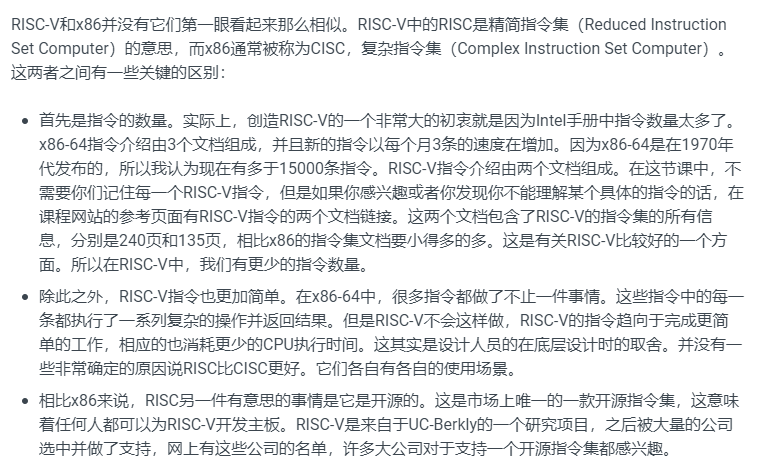 RISC-V和x86并没有它们第一眼看起来那么相似。RISC-V中的RISC是精简指令集（Reduced Instruction
Set Computer）的意思，而x86通常被称为CISC，复杂指令集（Complex Instruction Set Computer）。
这两者之间有一些关键的区别：
首先是指令的数量。实际上，创造RISC-V的一个非常大的初衷就是因为Intel手册中指令数量太多了。
x86-64指令介绍由3个文档组成，并且新的指令以每个月3条的速度在增加。因为x86-64是在1970年
代发布的，所以我认为现在有多于15000条指令。RISC-V指令介绍由两个文档组成。在这节课中，不
需要你们记住每一个RISC-V指令，但是如果你感兴趣或者你发现你不能理解某个具体的指令的话，在
课程网站的参考页面有RISC-V指令的两个文档链接。这两个文档包含了RISC-V的指令集的所有信
息，分别是240页和135页，相比x86的指令集文档要小得多的多。这是有关RISC-V比较好的一个方
面。所以在RISC-V中，我们有更少的指令数量。
除此之外，RISC-V指令也更加简单。在x86-64中，很多指令都做了不止一件事情。这些指令中的每一
条都执行了一系列复杂的操作并返回结果。但是RISC-V不会这样做，RISC-V的指令趋向于完成更简
单的工作，相应的也消耗更少的CPU执行时间。这其实是设计人员的在底层设计时的取舍。并没有一
些非常确定的原因说RISC比CISC更好。它们各自有各自的使用场景。
相比x86来说，RISC另一件有意思的事情是它是开源的。这是市场上唯一的一款开源指令集，这意味
着任何人都可以为RISC-V开发主板。RISC-V是来自于UC-Berkly的一个研究项目，之后被大量的公司
选中并做了支持，网上有这些公司的名单，许多大公司对于支持一个开源指令集都感兴趣。